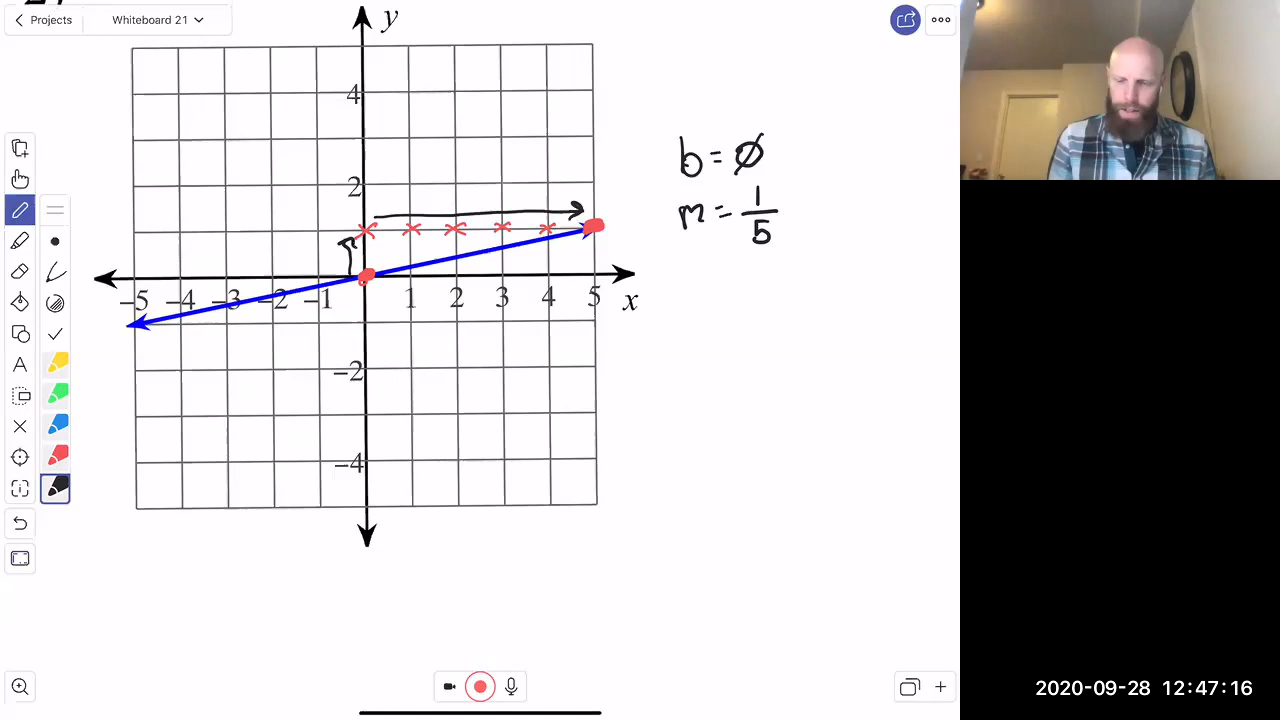 Projects
Whiteboard 21
y
4
2
-5 -4 -3 -2 -1 1 2 3 4 5
x
-2
-4
b = ∅
m = 1/5
A
2020-09-28 12:47:16